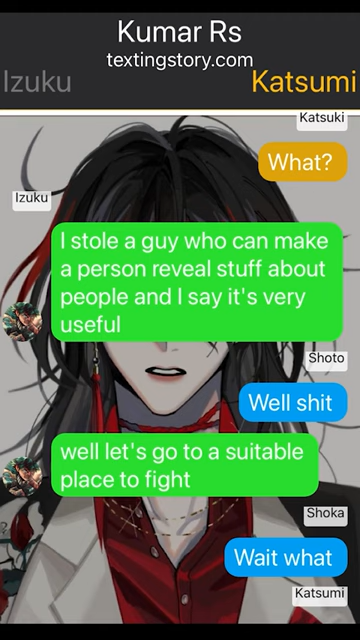 Kumar Rs
textingstory.com
Izuku
Katsumi
Katsuki
What?
Izuku
I stole a guy who can make
a person reveal stuff about
people and I say it's very
useful
Shoto
Well shit
well let's go to a suitable
place to fight
Shoka
Wait what
Katsumi